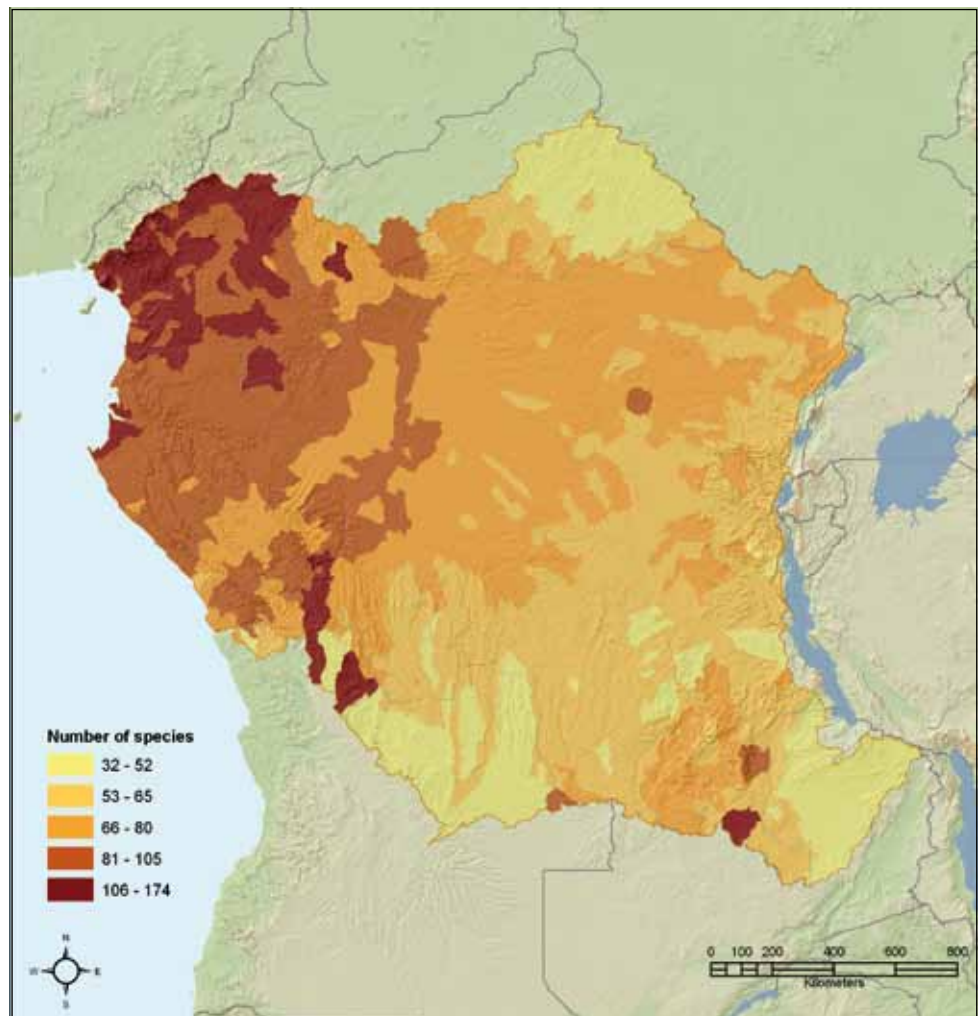 Number of species
32 - 52
53 - 65
66 - 80
81 - 105
106 - 174
N
W E
S
0 100 200 400 600 800
Kilometers